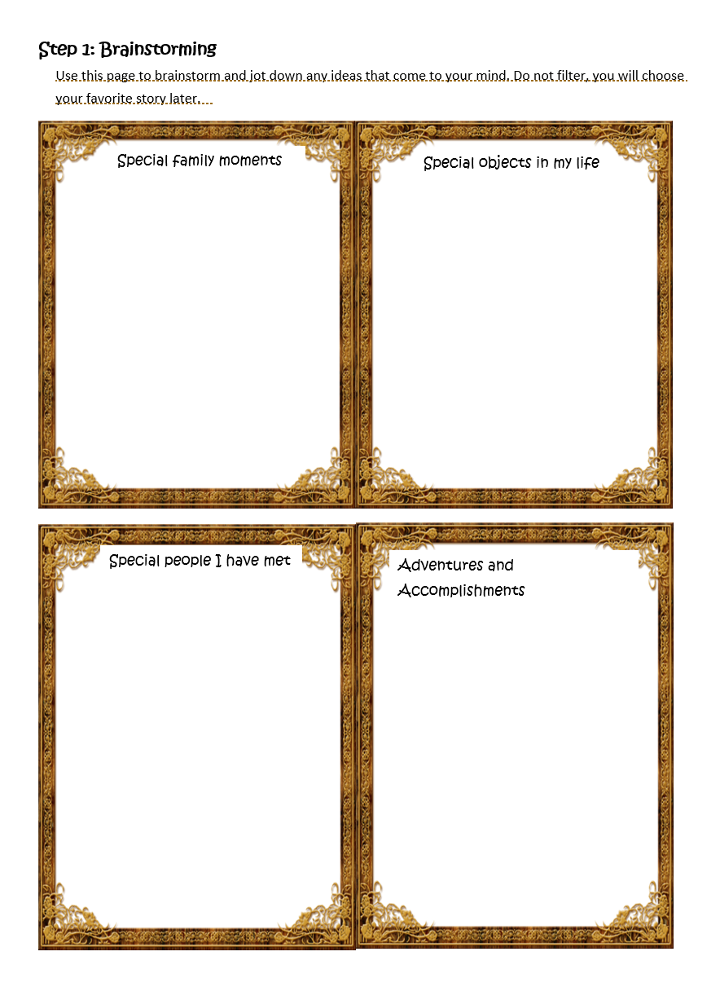 Step 1: Brainstorming
Use this page to brainstorm and jot down any ideas that come to your mind. Do not filter, you will choose
your favorite story later.
Special family moments
Special objects in my life
Special people I have met
Adventures and
Accomplishments